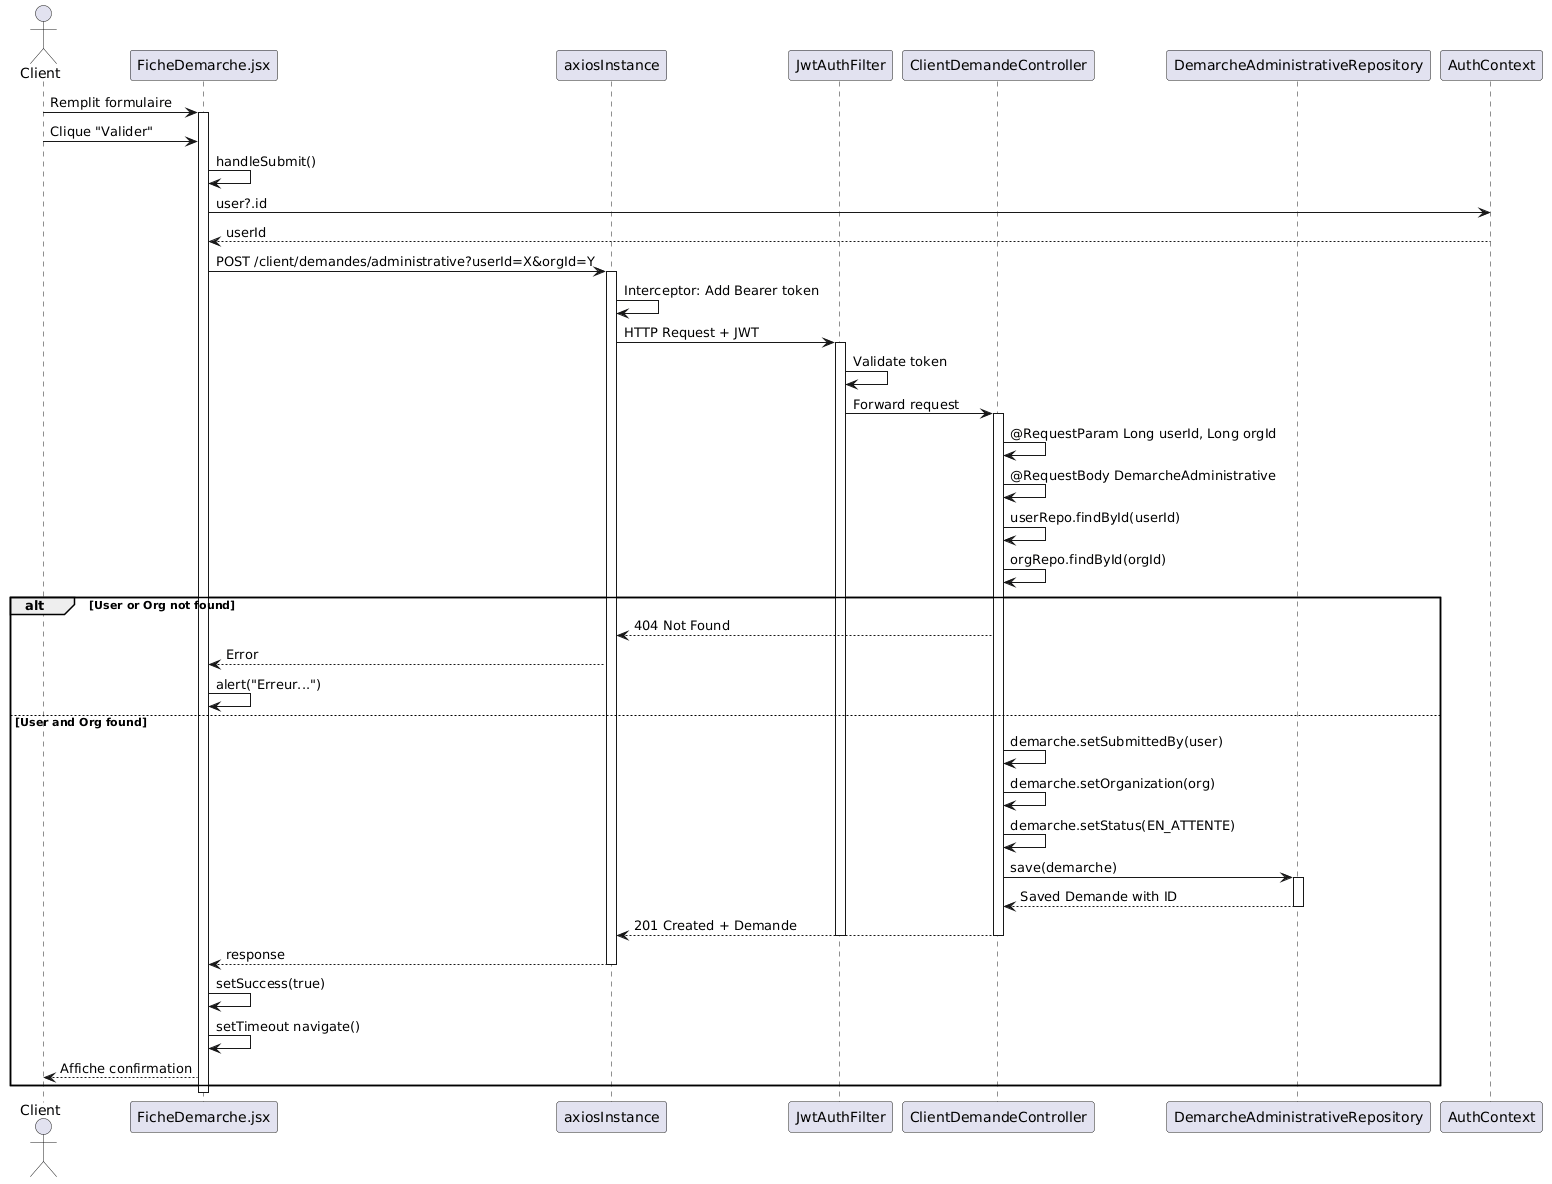 Client
FicheDemarche.jsx
axiosInstance
JwtAuthFilter
ClientDemandeController
DemarcheAdministrativeRepository
AuthContext
Remplit formulaire
Clique "Valider"
handleSubmit()
user?.id
userId
POST /client/demandes/administrative?userId=X&orgId=Y
Interceptor: Add Bearer token
HTTP Request + JWT
Validate token
Forward request
@RequestParam Long userId, Long orgId
@RequestBody DemarcheAdministrative
userRepo.findById(userId)
orgRepo.findById(orgId)
alt [User or Org not found]
404 Not Found
Error
alert("Erreur...")
[User and Org found]
demarche.setSubmittedBy(user)
demarche.setOrganization(org)
demarche.setStatus(EN_ATTENTE)
save(demarche)
Saved Demande with ID
201 Created + Demande
response
setSuccess(true)
setTimeout navigate()
Affiche confirmation
Client
FicheDemarche.jsx
axiosInstance
JwtAuthFilter
ClientDemandeController
DemarcheAdministrativeRepository
AuthContext